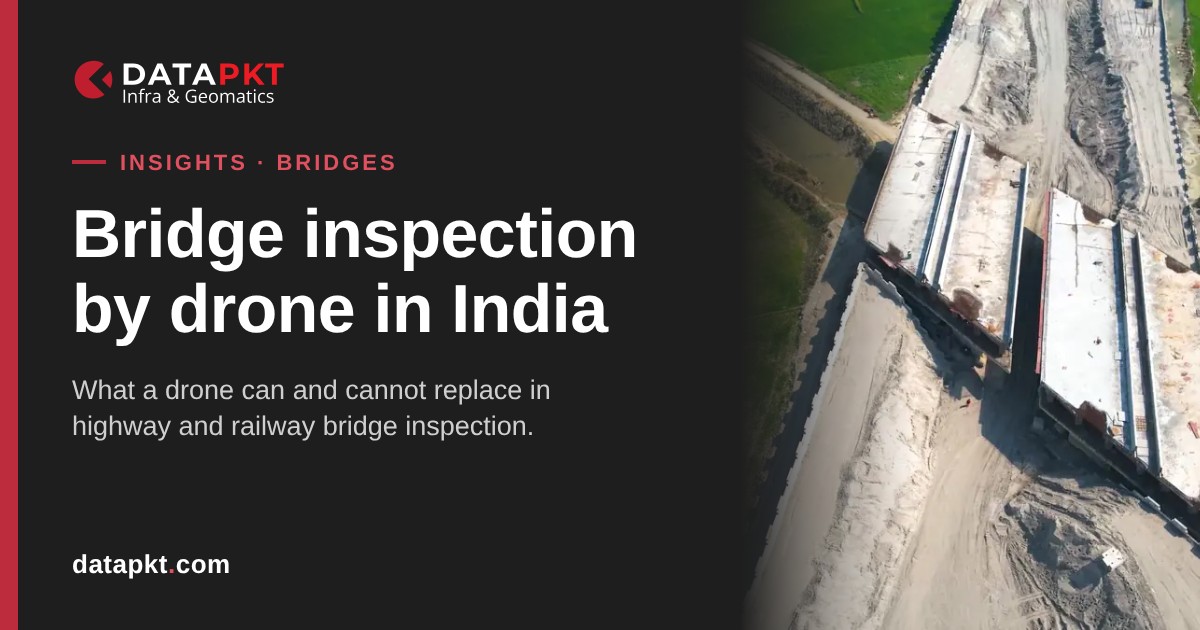 DATAPKT
Infra & Geomatics
INSIGHTS · BRIDGES
Bridge inspection
by drone in India
What a drone can and cannot replace in
highway and railway bridge inspection.
datapkt.com